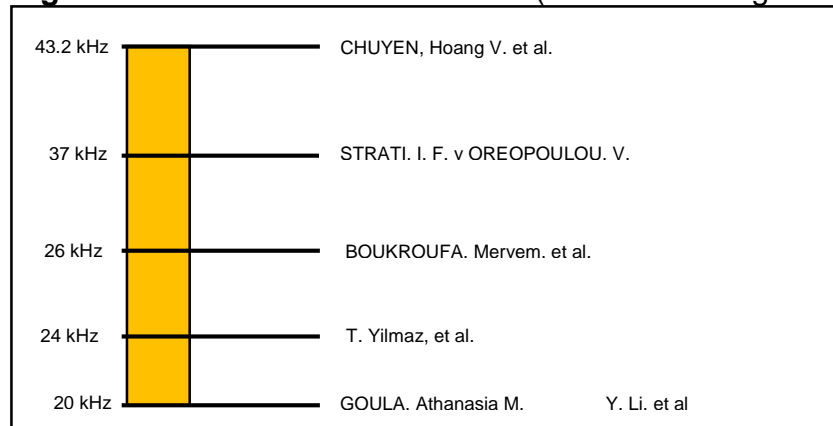 43.2 kHz CHUYEN, Hoang V. et al.
37 kHz STRATI. I. F. v OREOPOULOU. V.
26 kHz BOUKROUFA. Mervem. et al.
24 kHz T. Yilmaz, et al.
20 kHz GOULA. Athanasia M. Y. Li. et al